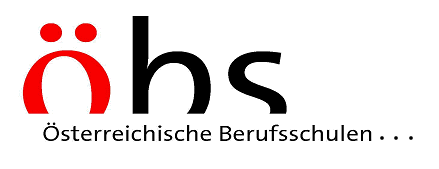 öbs
Österreichische Berufsschulen . . .